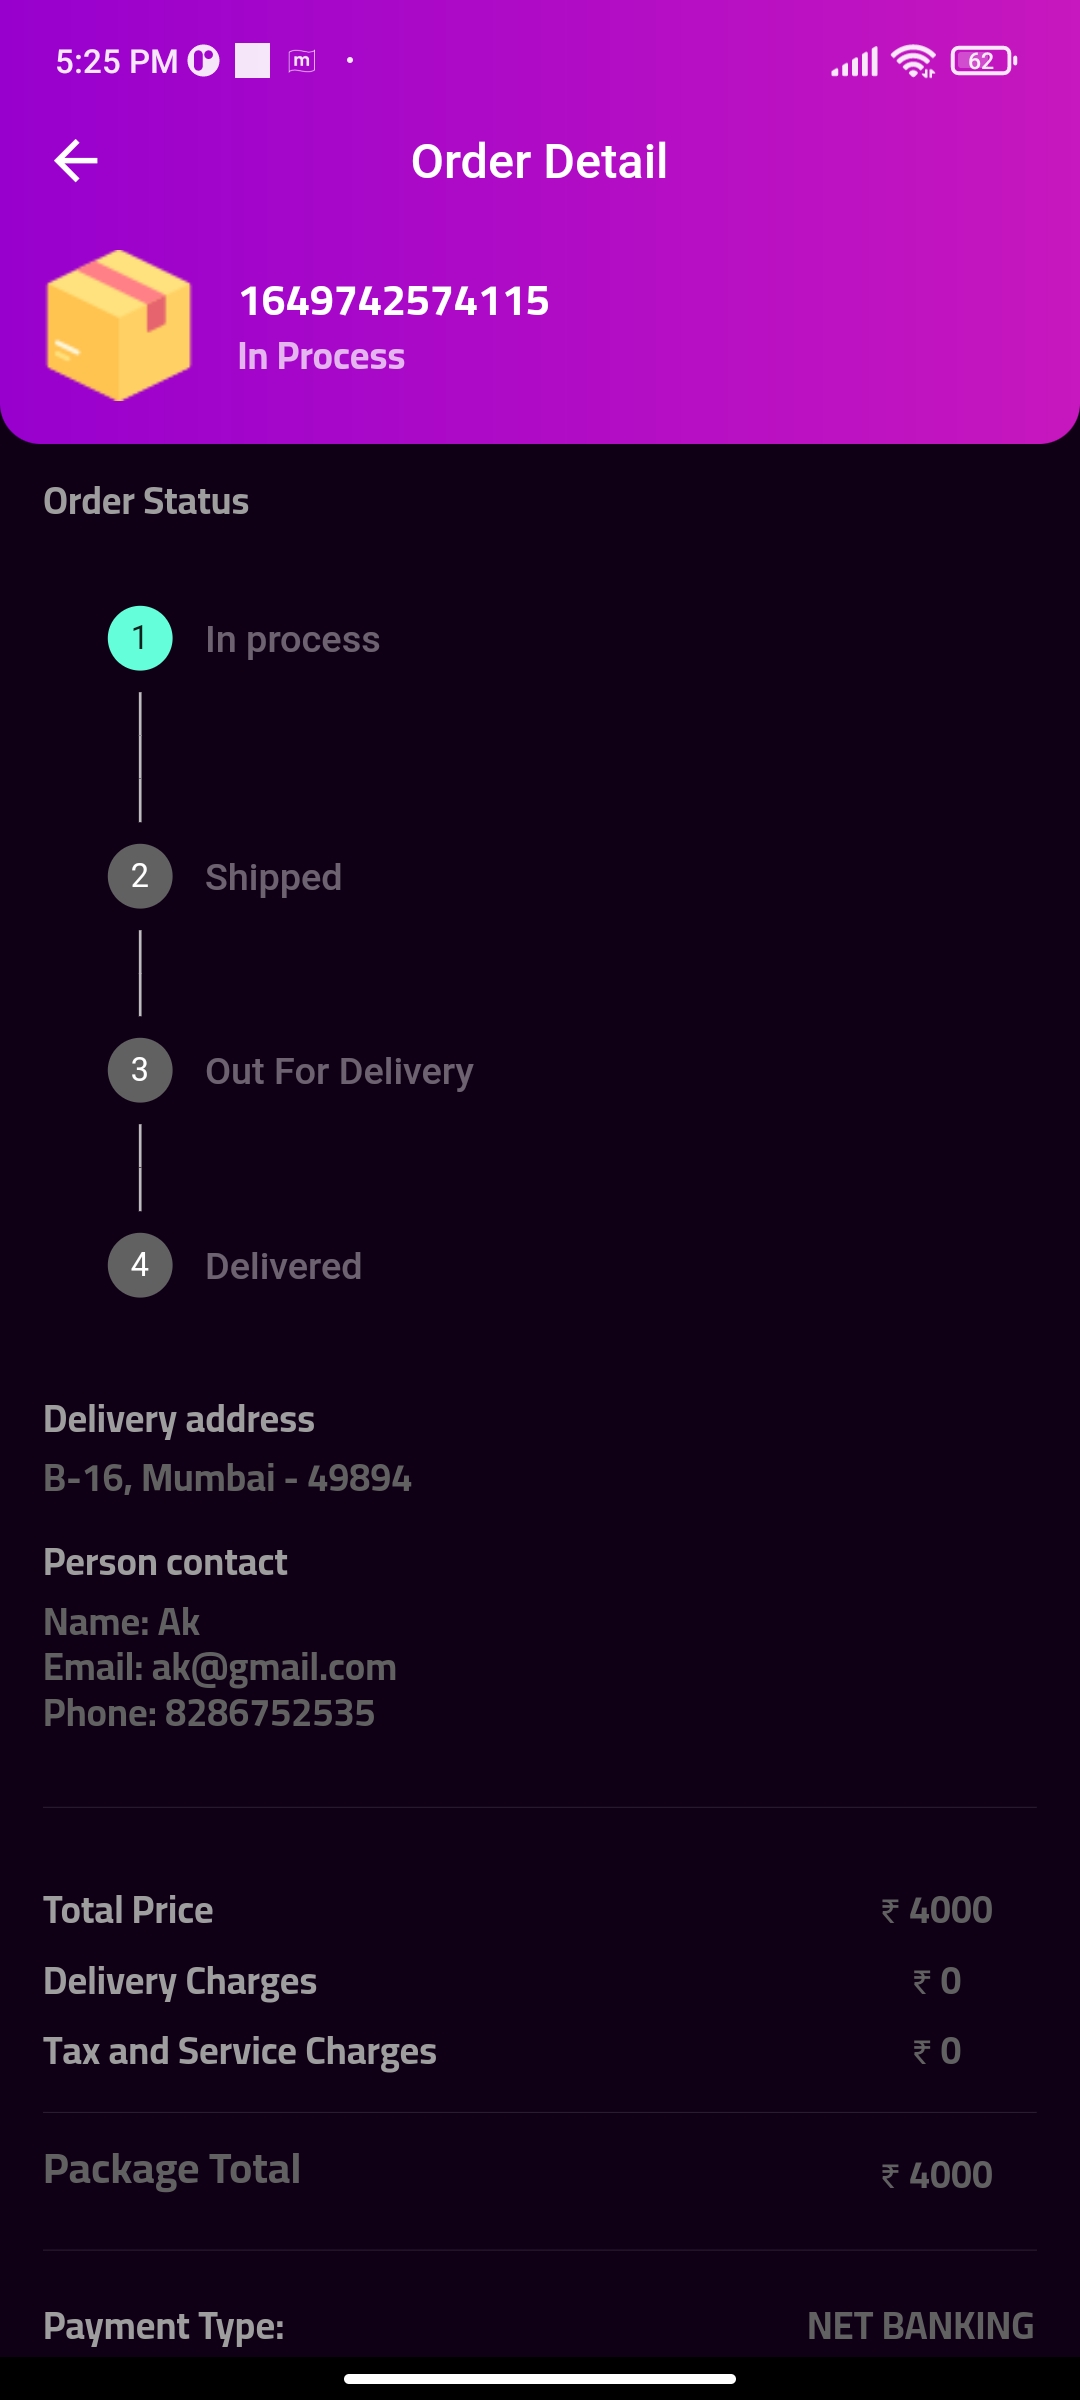 5:25 PM
m
62
Order Detail
1649742574115
In Process
Order Status
1 In process
2 Shipped
3 Out For Delivery
4 Delivered
Delivery address
B-16, Mumbai - 49894
Person contact
Name: Ak
Email: ak@gmail.com
Phone: 8286752535
Total Price ₹ 4000
Delivery Charges ₹ 0
Tax and Service Charges ₹ 0
Package Total ₹ 4000
Payment Type: NET BANKING